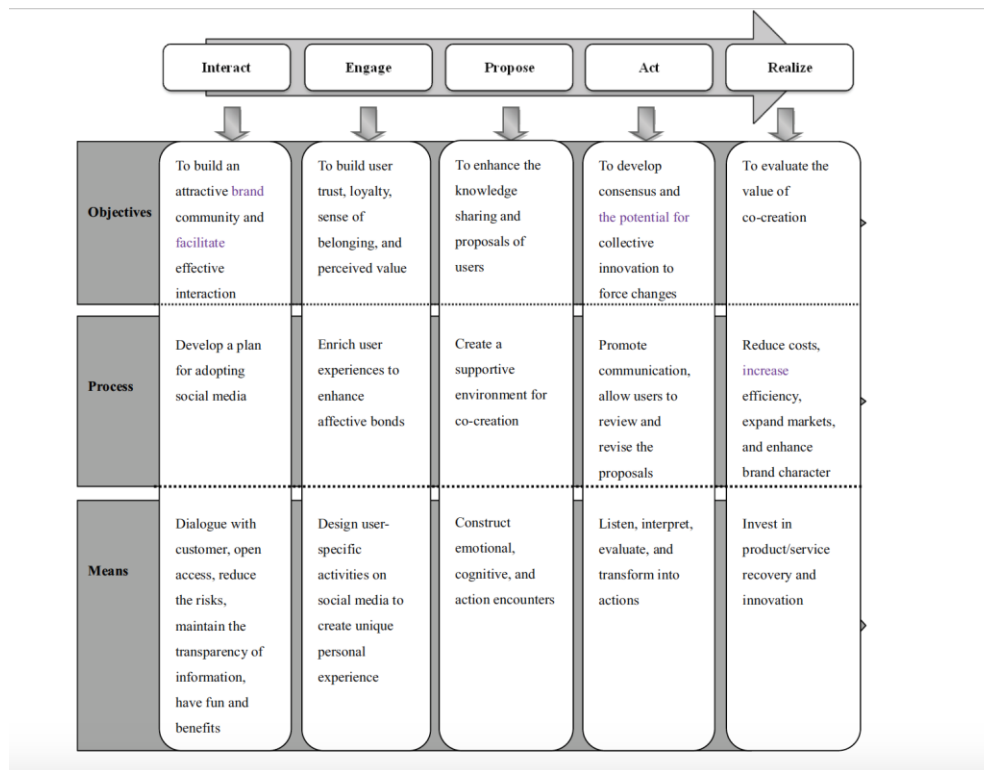 Interact
Engage
Propose
Act
Realize
Objectives
To build an
attractive brand
community and
facilitate
effective
interaction
To build user
trust, loyalty,
sense of
belonging, and
perceived value
To enhance the
knowledge
sharing and
proposals of
users
To develop
consensus and
the potential for
collective
innovation to
force changes
To evaluate the
value of
co-creation
Process
Develop a plan
for adopting
social media
Enrich user
experiences to
enhance
affective bonds
Create a
supportive
environment for
co-creation
Promote
communication,
allow users to
review and
revise the
proposals
Reduce costs,
increase
efficiency,
expand markets,
and enhance
brand character
Means
Dialogue with
customer, open
access, reduce
the risks,
maintain the
transparency of
information,
have fun and
benefits
Design user-
specific
activities on
social media to
create unique
personal
experience
Construct
emotional,
cognitive, and
action encounters
Listen, interpret,
evaluate, and
transform into
actions
Invest in
product/service
recovery and
innovation